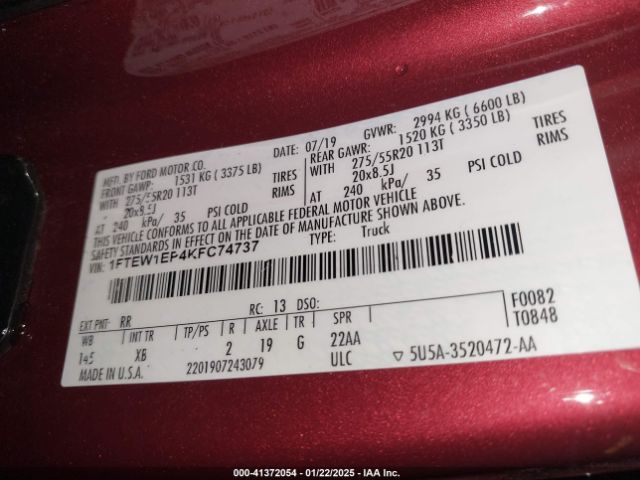 MFD. BY FORD MOTOR CO.
DATE: 07/19 GVWR: 2994 KG ( 6600 LB)
FRONT GAWR: 1531 KG ( 3375 LB)
REAR GAWR: 1520 KG ( 3350 LB)
WITH 275/55R20 113T TIRES
WITH 275/55R20 113T TIRES
20x8.5J RIMS
20x8.5J RIMS
AT 240 kPa/ 35 PSI COLD
AT 240 kPa/ 35 PSI COLD
THIS VEHICLE CONFORMS TO ALL APPLICABLE FEDERAL MOTOR VEHICLE
SAFETY STANDARDS IN EFFECT ON THE DATE OF MANUFACTURE SHOWN ABOVE.
VIN: 1FTEW1EP4KFC74737 TYPE: Truck
EXT PNT: RR RC: 13 DSO: F0082
WB INT TR TP/PS R AXLE TR SPR T0848
145 XB 2 19 G 22AA
MADE IN U.S.A. 2201907243079 ULC ▽ 5U5A-3520472-AA
000-41372054 - 01/22/2025 - IAA Inc.